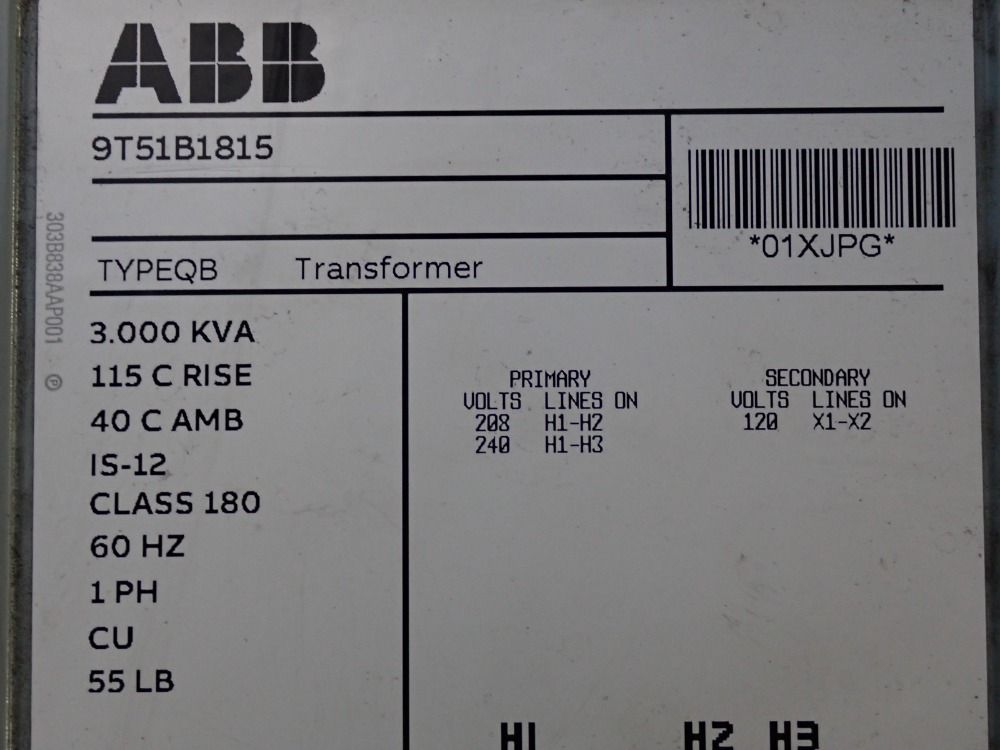 ABB
9T51B1815
*01XJPG*
TYPEQB Transformer
303B838AAP001 ℗
3.000 KVA
115 C RISE
40 C AMB
IS-12
CLASS 180
60 HZ
1 PH
CU
55 LB
PRIMARY
VOLTS LINES ON
208 H1-H2
240 H1-H3
SECONDARY
VOLTS LINES ON
120 X1-X2
H1 H2 H3